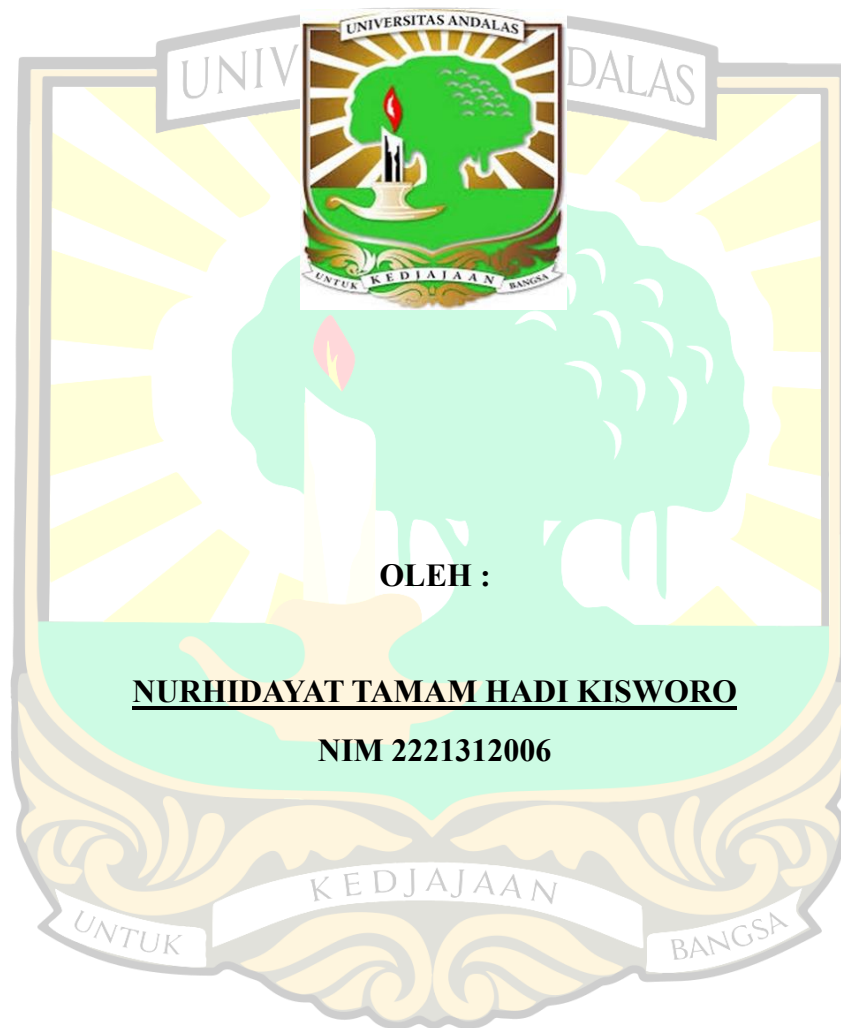 UNIVERSITAS ANDALAS
UNIV DALAS
UNTUK KEDJAJAAN BANGSA
OLEH :
NURHIDAYAT TAMAM HADI KISWORO
NIM 2221312006
UNTUK KEDJAJAAN BANGSA